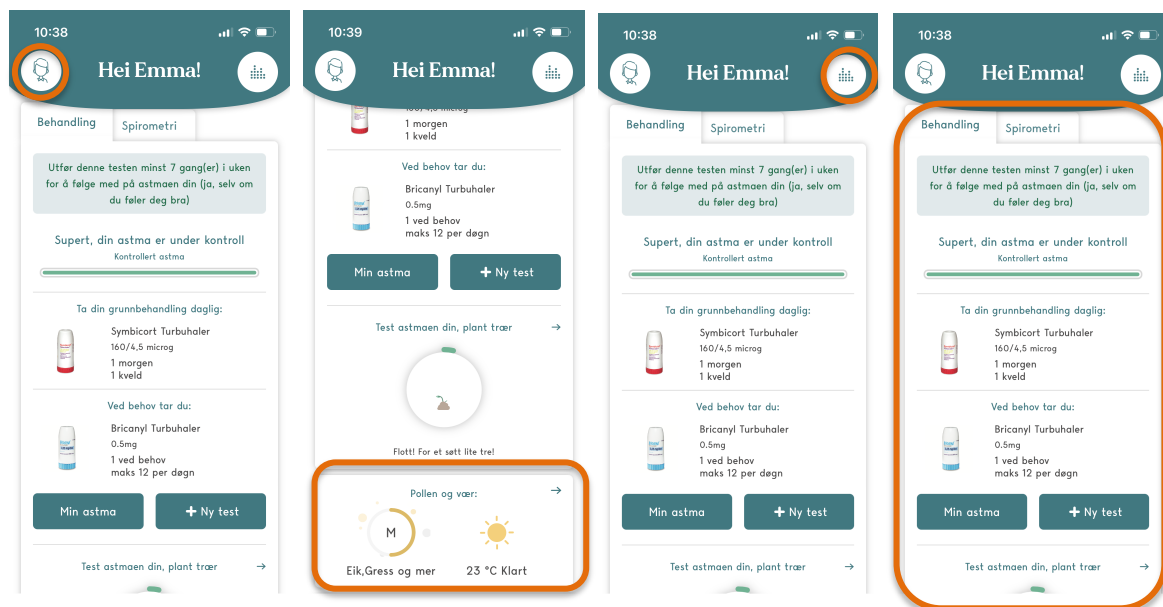 10:38
Hei Emma!
Behandling
Spirometri
Utfør denne testen minst 7 gang(er) i uken
for å følge med på astmaen din (ja, selv om
du føler deg bra)
Supert, din astma er under kontroll
Kontrollert astma
Ta din grunnbehandling daglig:
Symbicort Turbuhaler
160/4,5 microg
1 morgen
1 kveld
Ved behov tar du:
Bricanyl Turbuhaler
0.5mg
1 ved behov
maks 12 per døgn
Min astma
+ Ny test
Test astmaen din, plant trær →
10:39
Hei Emma!
160/4,5 microg
1 morgen
1 kveld
Ved behov tar du:
Bricanyl Turbuhaler
0.5mg
1 ved behov
maks 12 per døgn
Min astma
+ Ny test
Test astmaen din, plant trær →
Flott! For et søtt lite tre!
Pollen og vær: →
M
Eik,Gress og mer
23 °C Klart
10:38
Hei Emma!
Behandling
Spirometri
Utfør denne testen minst 7 gang(er) i uken
for å følge med på astmaen din (ja, selv om
du føler deg bra)
Supert, din astma er under kontroll
Kontrollert astma
Ta din grunnbehandling daglig:
Symbicort Turbuhaler
160/4,5 microg
1 morgen
1 kveld
Ved behov tar du:
Bricanyl Turbuhaler
0.5mg
1 ved behov
maks 12 per døgn
Min astma
+ Ny test
Test astmaen din, plant trær →
10:38
Hei Emma!
Behandling
Spirometri
Utfør denne testen minst 7 gang(er) i uken
for å følge med på astmaen din (ja, selv om
du føler deg bra)
Supert, din astma er under kontroll
Kontrollert astma
Ta din grunnbehandling daglig:
Symbicort Turbuhaler
160/4,5 microg
1 morgen
1 kveld
Ved behov tar du:
Bricanyl Turbuhaler
0.5mg
1 ved behov
maks 12 per døgn
Min astma
+ Ny test
Test astmaen din, plant trær →